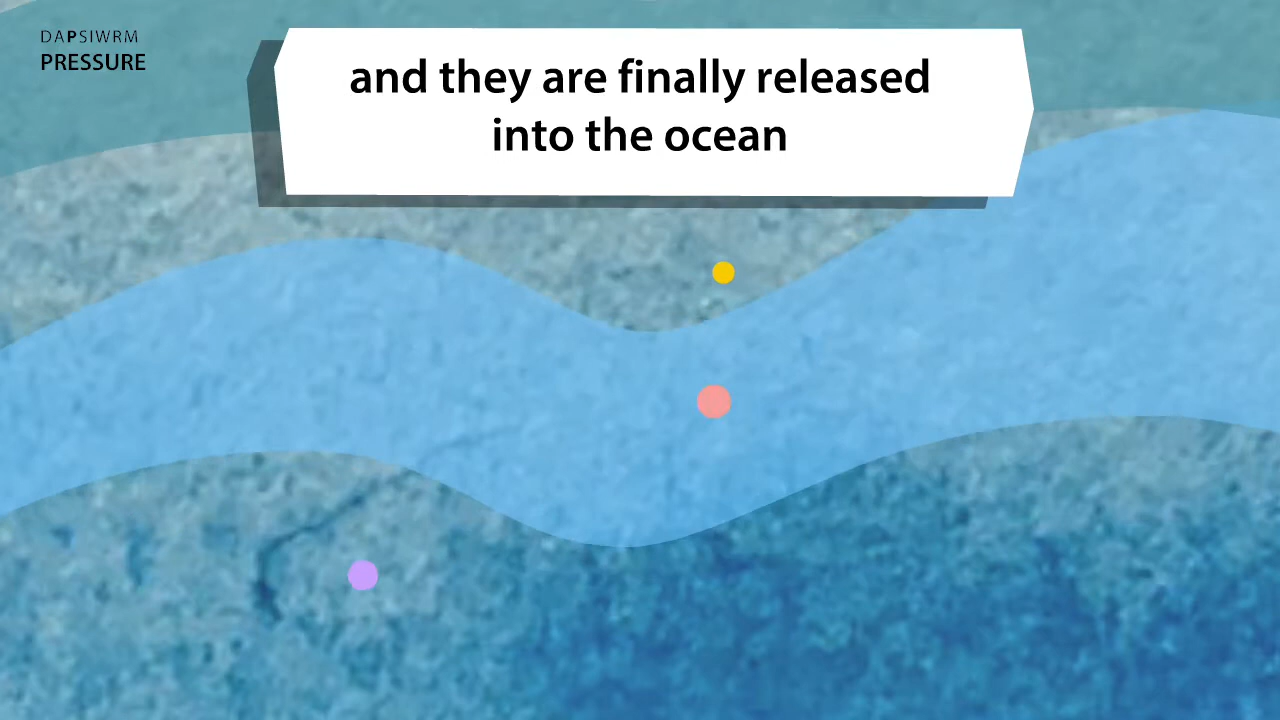 DAPSIWRM
PRESSURE
and they are finally released
into the ocean